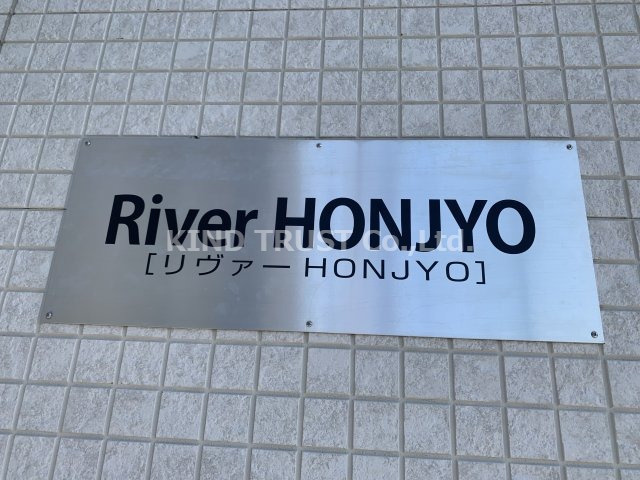 River HONJYO
KIND TRUST Co.,Ltd.
[リヴァーHONJYO]